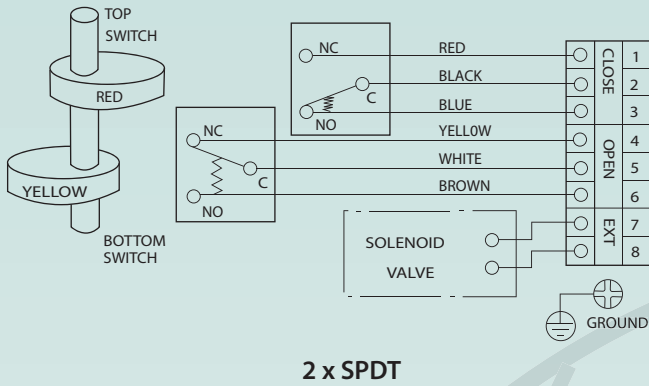 TOP
SWITCH
RED
YELLOW
BOTTOM
SWITCH
NC
C
NO
NC
C
NO
RED
BLACK
BLUE
YELL0W
WHITE
BROWN
SOLENOID
VALVE
CLOSE
OPEN
EXT
1
2
3
4
5
6
7
8
GROUND
2 x SPDT